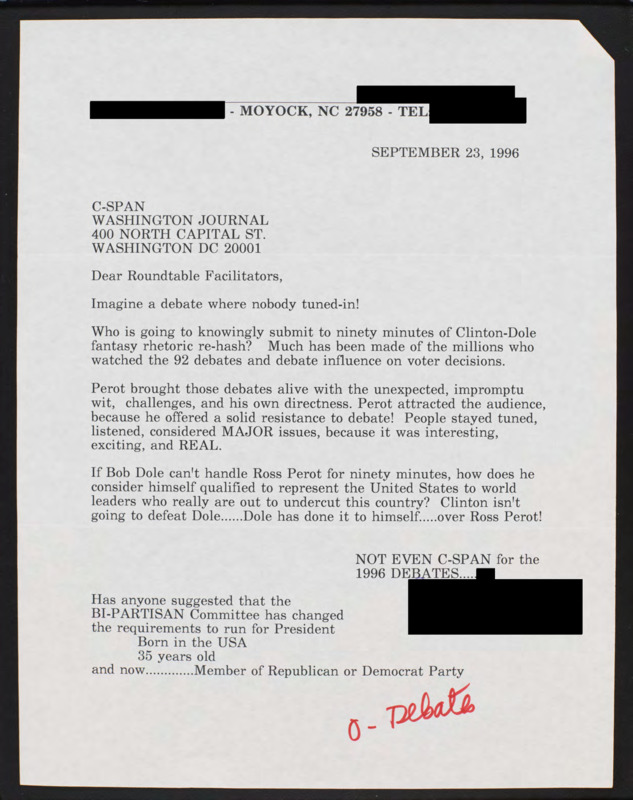 - MOYOCK, NC 27958 - TEL:
SEPTEMBER 23, 1996
C-SPAN
WASHINGTON JOURNAL
400 NORTH CAPITAL ST.
WASHINGTON DC 20001
Dear Roundtable Facilitators,
Imagine a debate where nobody tuned-in!
Who is going to knowingly submit to ninety minutes of Clinton-Dole
fantasy rhetoric re-hash? Much has been made of the millions who
watched the 92 debates and debate influence on voter decisions.
Perot brought those debates alive with the unexpected, impromptu
wit, challenges, and his own directness. Perot attracted the audience,
because he offered a solid resistance to debate! People stayed tuned,
listened, considered MAJOR issues, because it was interesting,
exciting, and REAL.
If Bob Dole can't handle Ross Perot for ninety minutes, how does he
consider himself qualified to represent the United States to world
leaders who really are out to undercut this country? Clinton isn't
going to defeat Dole......Dole has done it to himself.....over Ross Perot!
NOT EVEN C-SPAN for the
1996 DEBATES....
Has anyone suggested that the
BI-PARTISAN Committee has changed
the requirements to run for President
Born in the USA
35 years old
and now.............Member of Republican or Democrat Party
O - Debate